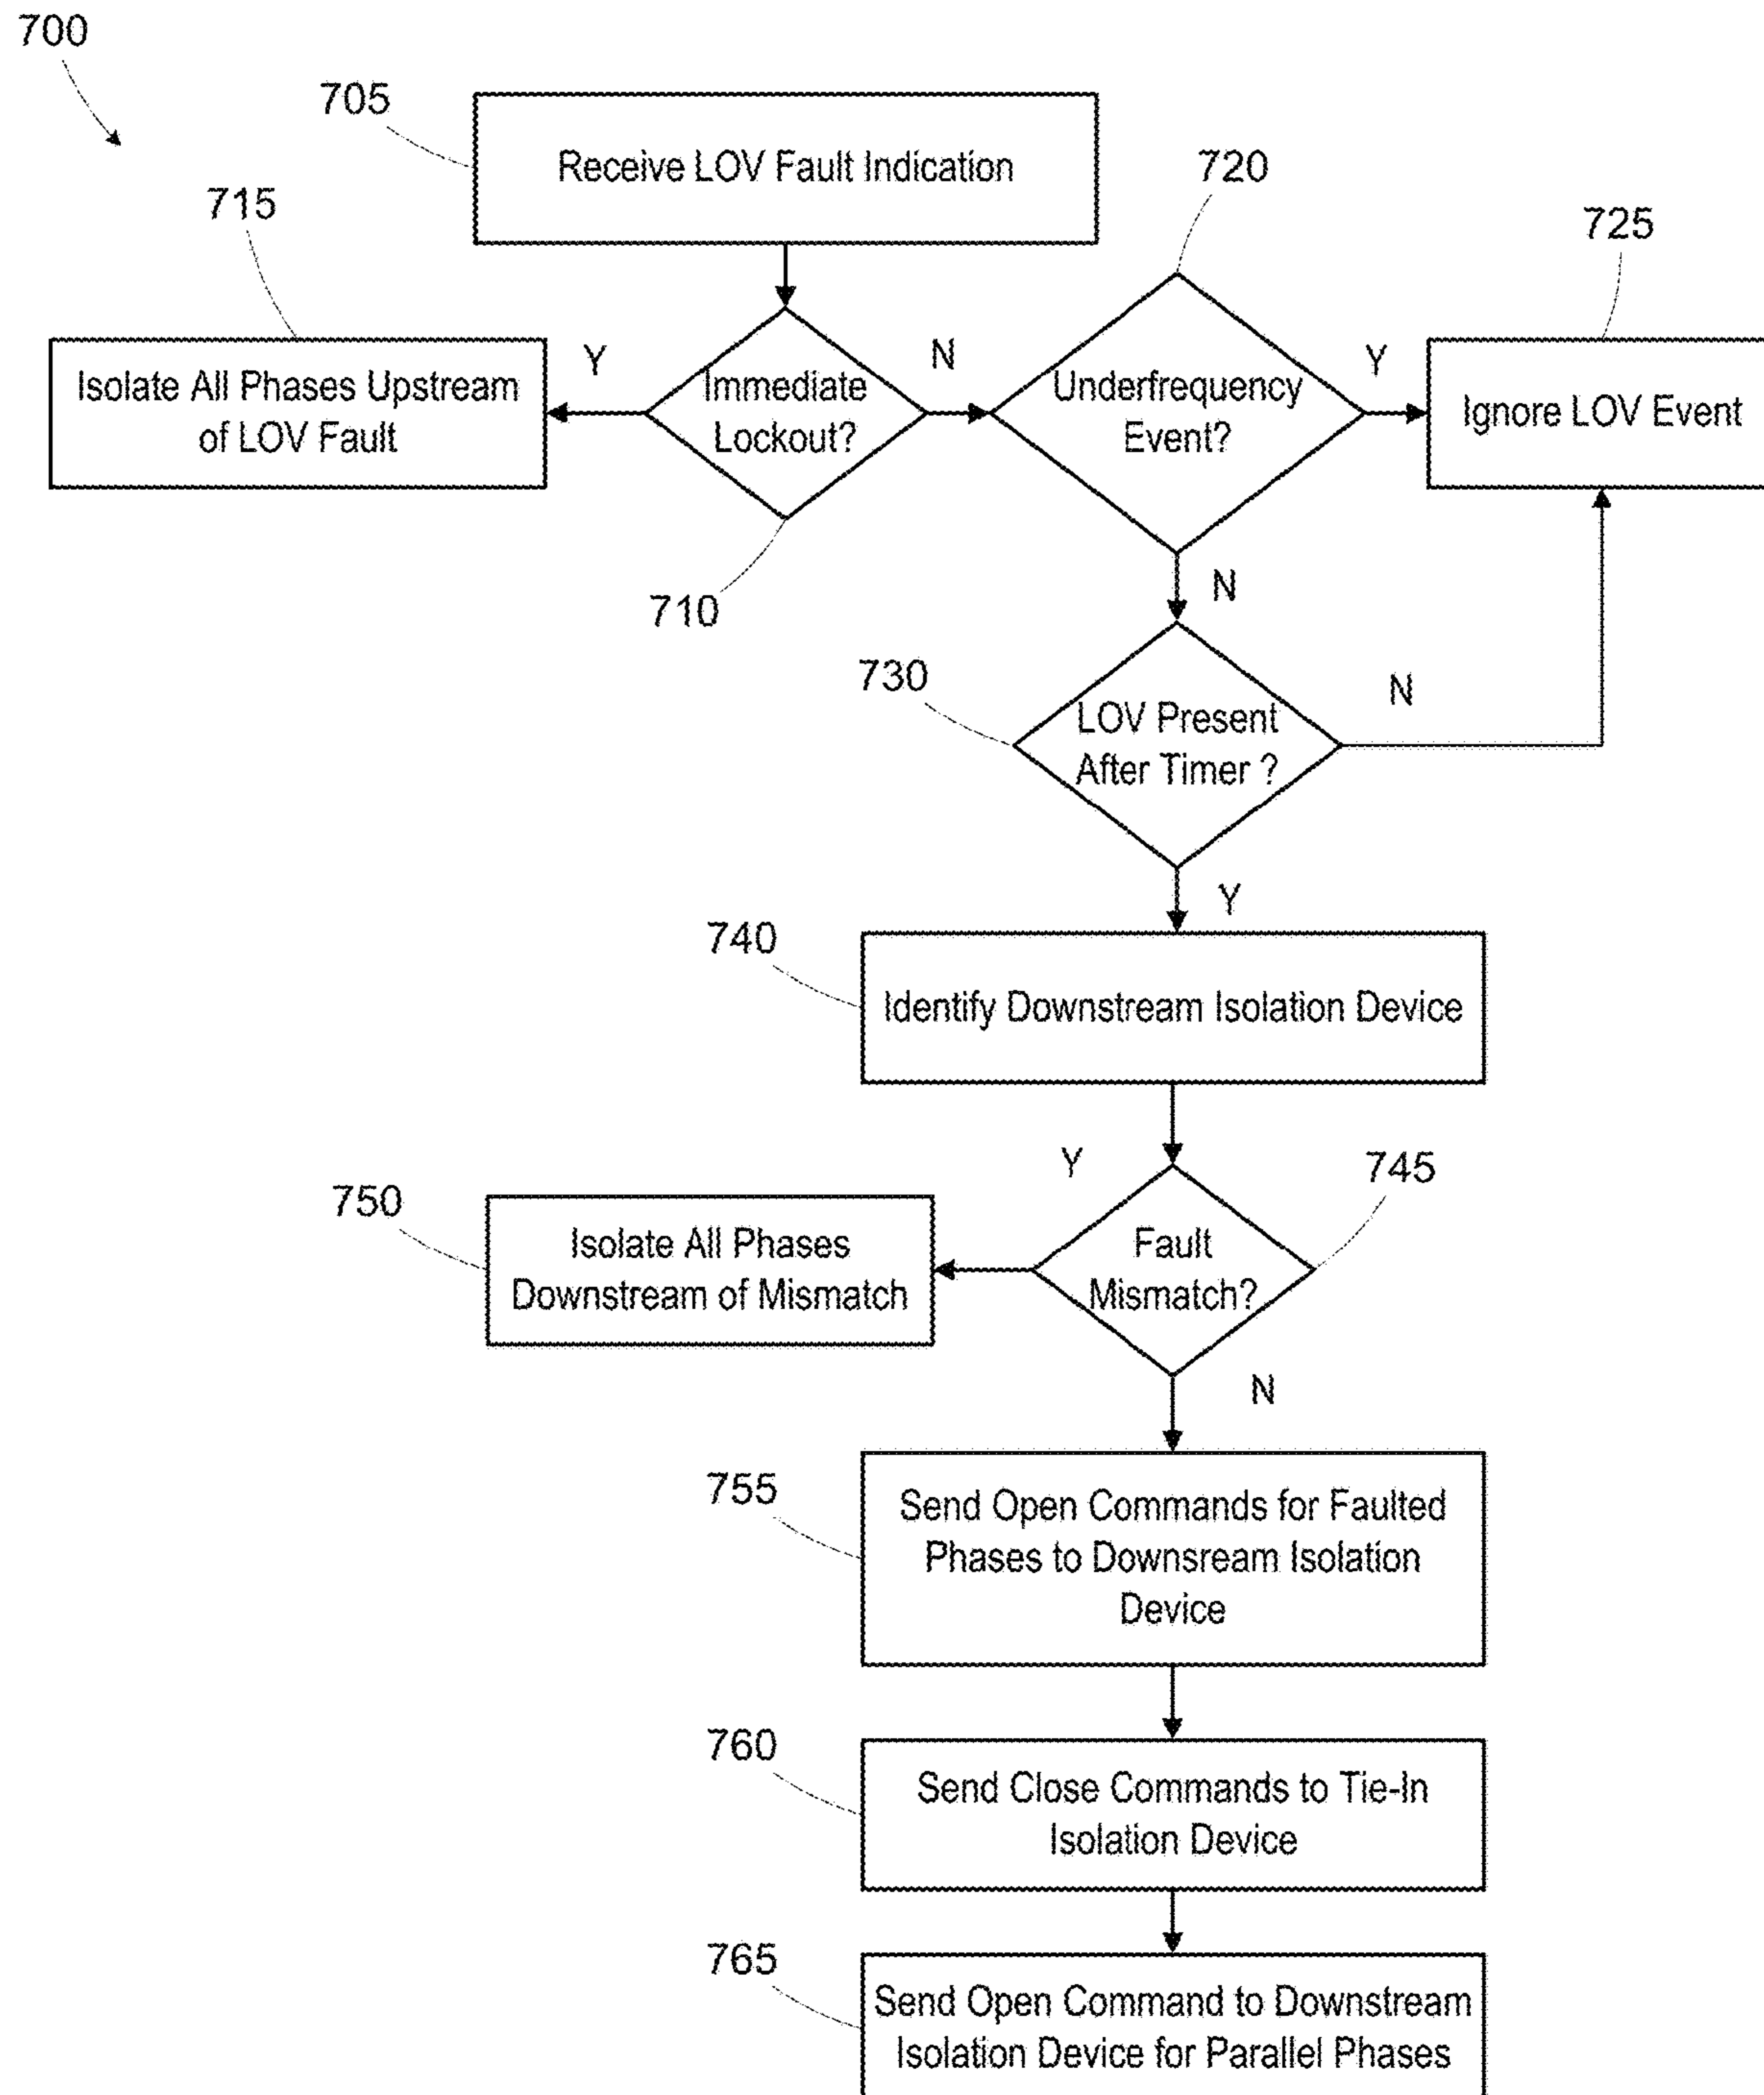 700
705
Receive LOV Fault Indication
720
715
725
Isolate All Phases Upstream
of LOV Fault
Y
Immediate
Lockout?
N
Underfrequency
Event?
Y
Ignore LOV Event
710
N
730
LOV Present
After Timer ?
N
Y
740
Identify Downstream Isolation Device
Y
745
750
Isolate All Phases
Downstream of Mismatch
Fault
Mismatch?
N
755
Send Open Commands for Faulted
Phases to Downsream Isolation
Device
760
Send Close Commands to Tie-In
Isolation Device
765
Send Open Command to Downstream
Isolation Device for Parallel Phases